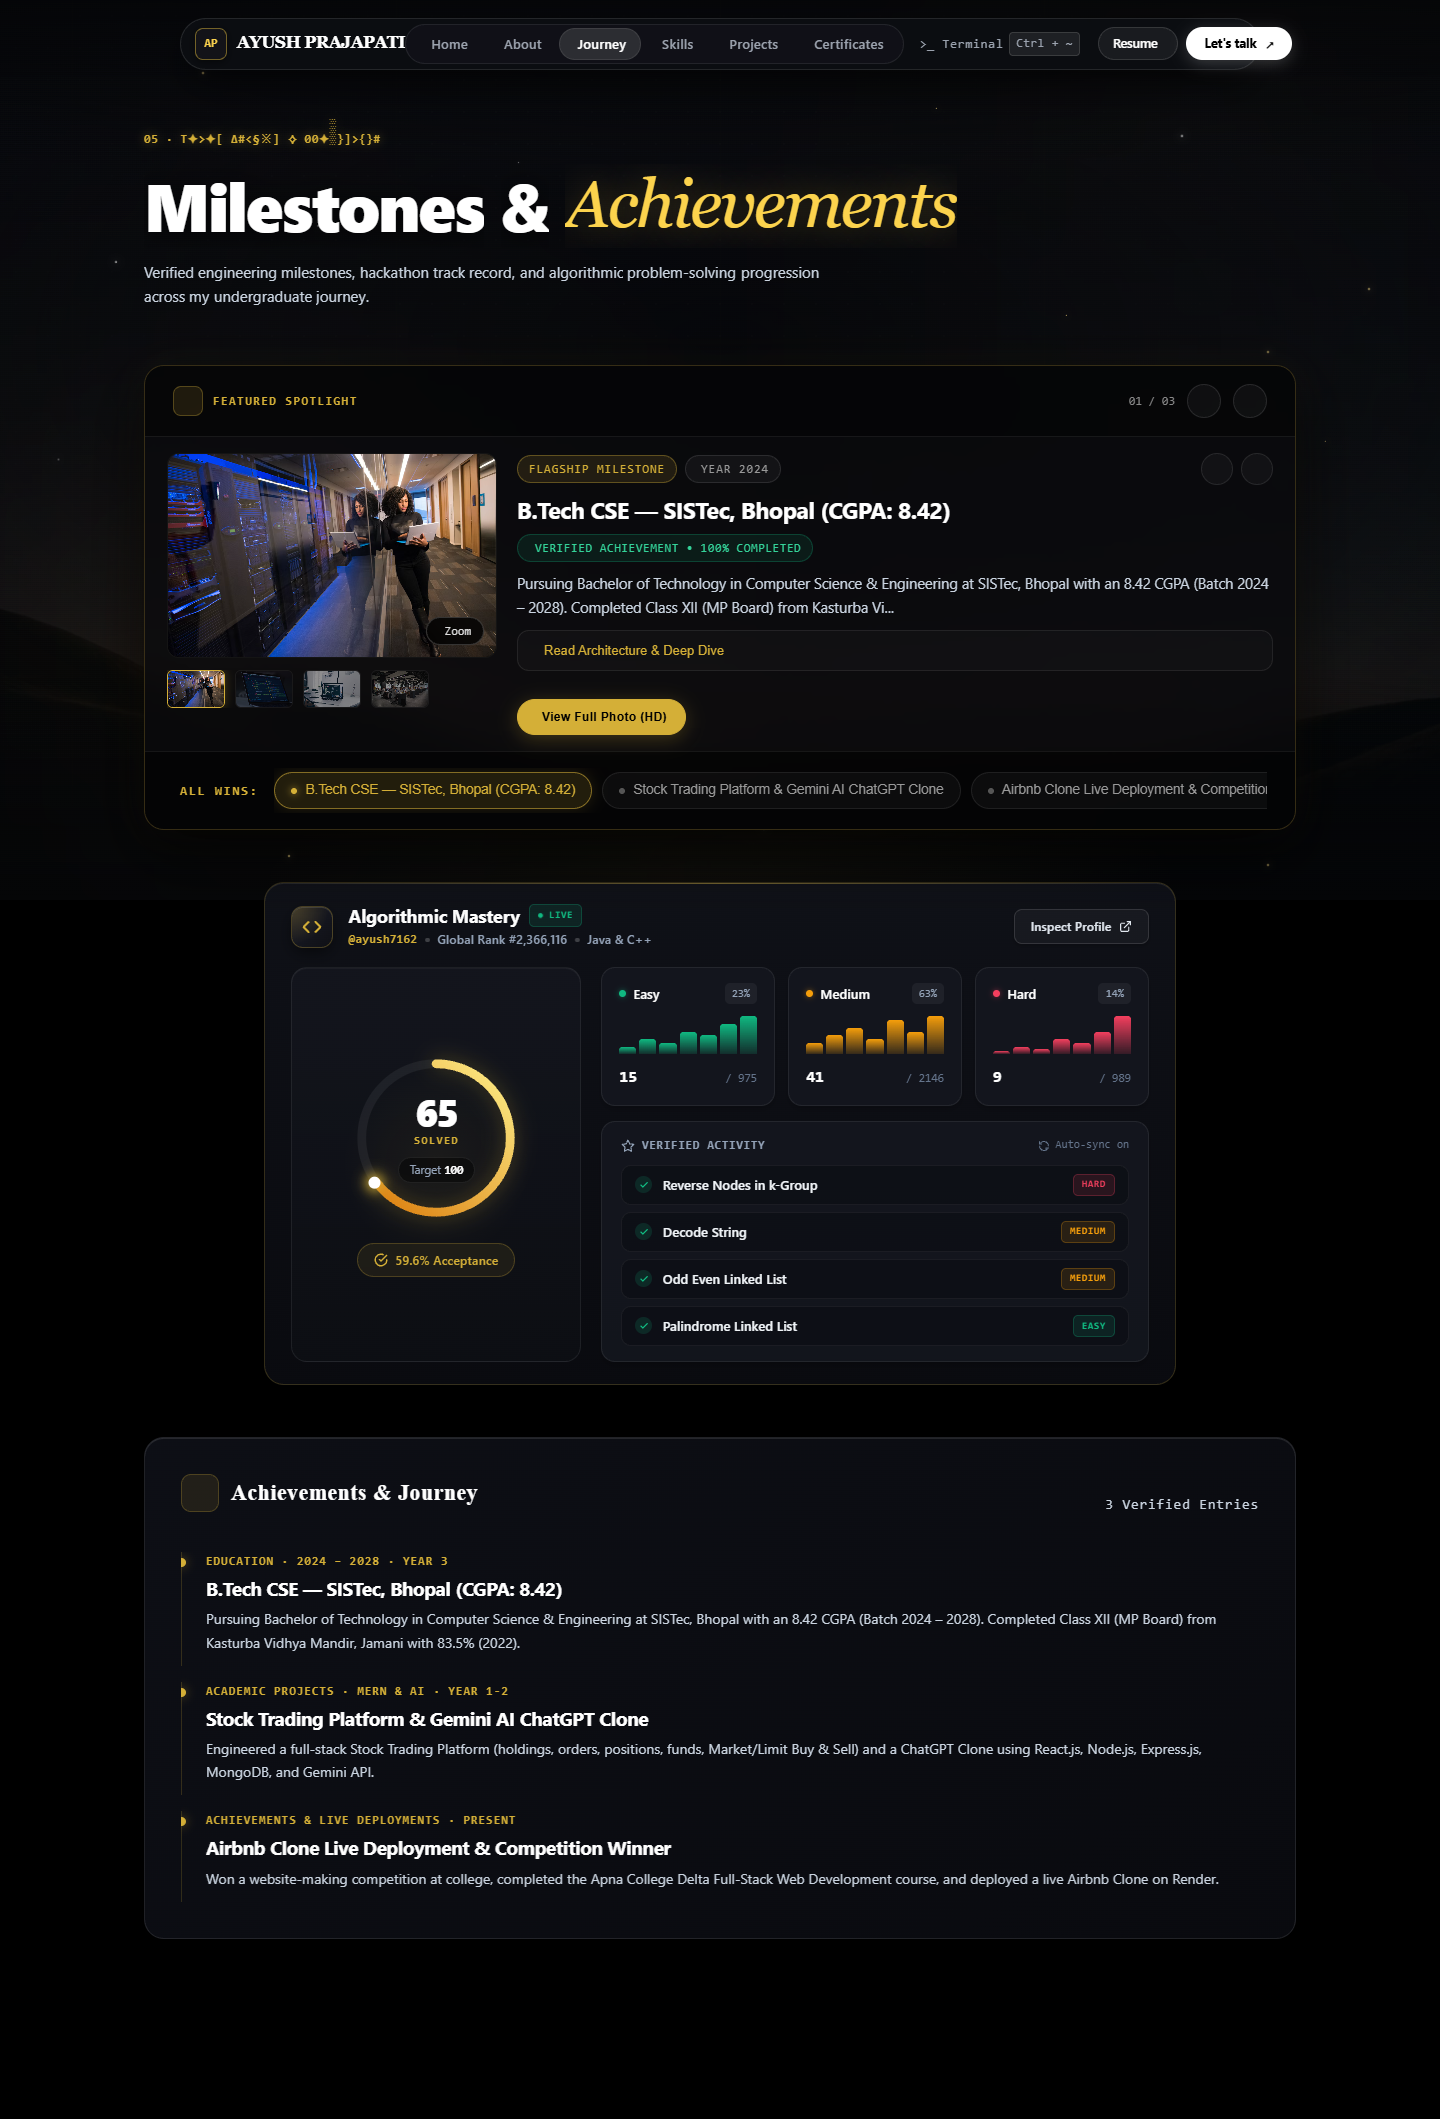 AP AYUSH PRAJAPATI Home About Journey Skills Projects Certificates >_ Terminal Ctrl + ~ Resume Let's talk ↗
05 · T✦>✦[ Δ#<§※] ✧ 00✦▒}]>{}#
Milestones & Achievements
Verified engineering milestones, hackathon track record, and algorithmic problem-solving progression
across my undergraduate journey.
FEATURED SPOTLIGHT 01 / 03
FLAGSHIP MILESTONE YEAR 2024
B.Tech CSE — SISTec, Bhopal (CGPA: 8.42)
VERIFIED ACHIEVEMENT • 100% COMPLETED
Pursuing Bachelor of Technology in Computer Science & Engineering at SISTec, Bhopal with an 8.42 CGPA (Batch 2024
– 2028). Completed Class XII (MP Board) from Kasturba Vi...
Zoom
Read Architecture & Deep Dive
View Full Photo (HD)
ALL WINS: B.Tech CSE — SISTec, Bhopal (CGPA: 8.42) Stock Trading Platform & Gemini AI ChatGPT Clone Airbnb Clone Live Deployment & Competition
Algorithmic Mastery LIVE
@ayush7162 Global Rank #2,366,116 Java & C++
Inspect Profile
65
SOLVED
Target 100
59.6% Acceptance
Easy 23%
15 / 975
Medium 63%
41 / 2146
Hard 14%
9 / 989
VERIFIED ACTIVITY Auto-sync on
Reverse Nodes in k-Group HARD
Decode String MEDIUM
Odd Even Linked List MEDIUM
Palindrome Linked List EASY
Achievements & Journey
3 Verified Entries
EDUCATION · 2024 – 2028 · YEAR 3
B.Tech CSE — SISTec, Bhopal (CGPA: 8.42)
Pursuing Bachelor of Technology in Computer Science & Engineering at SISTec, Bhopal with an 8.42 CGPA (Batch 2024 – 2028). Completed Class XII (MP Board) from
Kasturba Vidhya Mandir, Jamani with 83.5% (2022).
ACADEMIC PROJECTS · MERN & AI · YEAR 1-2
Stock Trading Platform & Gemini AI ChatGPT Clone
Engineered a full-stack Stock Trading Platform (holdings, orders, positions, funds, Market/Limit Buy & Sell) and a ChatGPT Clone using React.js, Node.js, Express.js,
MongoDB, and Gemini API.
ACHIEVEMENTS & LIVE DEPLOYMENTS · PRESENT
Airbnb Clone Live Deployment & Competition Winner
Won a website-making competition at college, completed the Apna College Delta Full-Stack Web Development course, and deployed a live Airbnb Clone on Render.